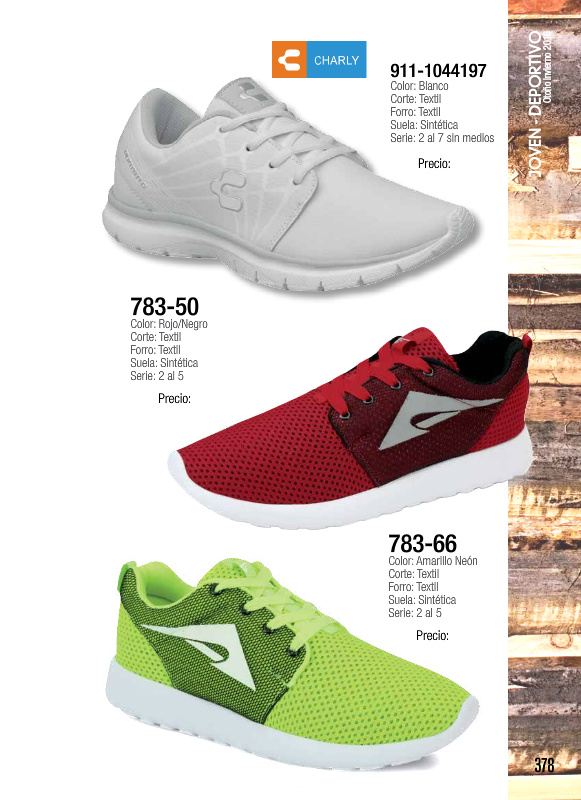 CHARLY
911-1044197
Color: Blanco
Corte: Textil
Forro: Textil
Suela: Sintética
Serie: 2 al 7 sin medios
Precio:
JOVEN - DEPORTIVO
783-50
Color: Rojo/Negro
Corte: Textil
Forro: Textil
Suela: Sintética
Serie: 2 al 5
Precio:
783-66
Color: Amarillo Neón
Corte: Textil
Forro: Textil
Suela: Sintética
Serie: 2 al 5
Precio:
378